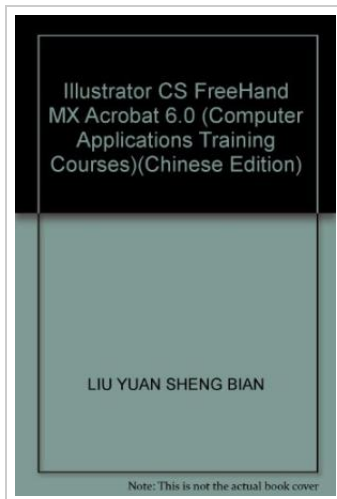 Illustrator CS FreeHand
MX Acrobat 6.0 (Computer
Applications Training
Courses)(Chinese Edition)
LIU YUAN SHENG BIAN
Note: This is not the actual book cover